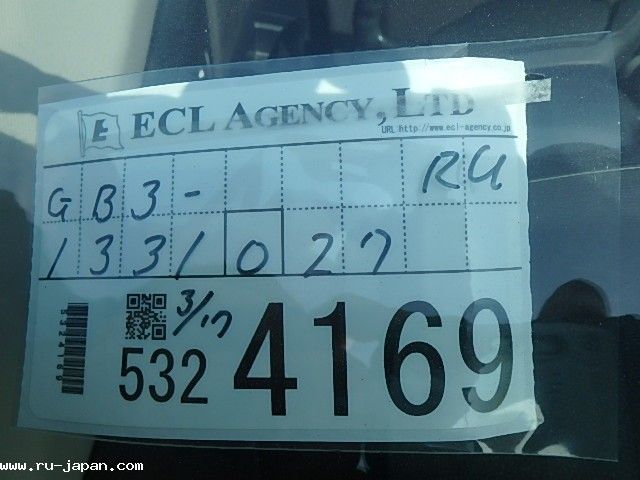 E ECL AGENCY, LTD
URL:http://www.ecl-agency.co.jp
GB3- RU
1331027
3/17
532 4169
www.ru-japan.com